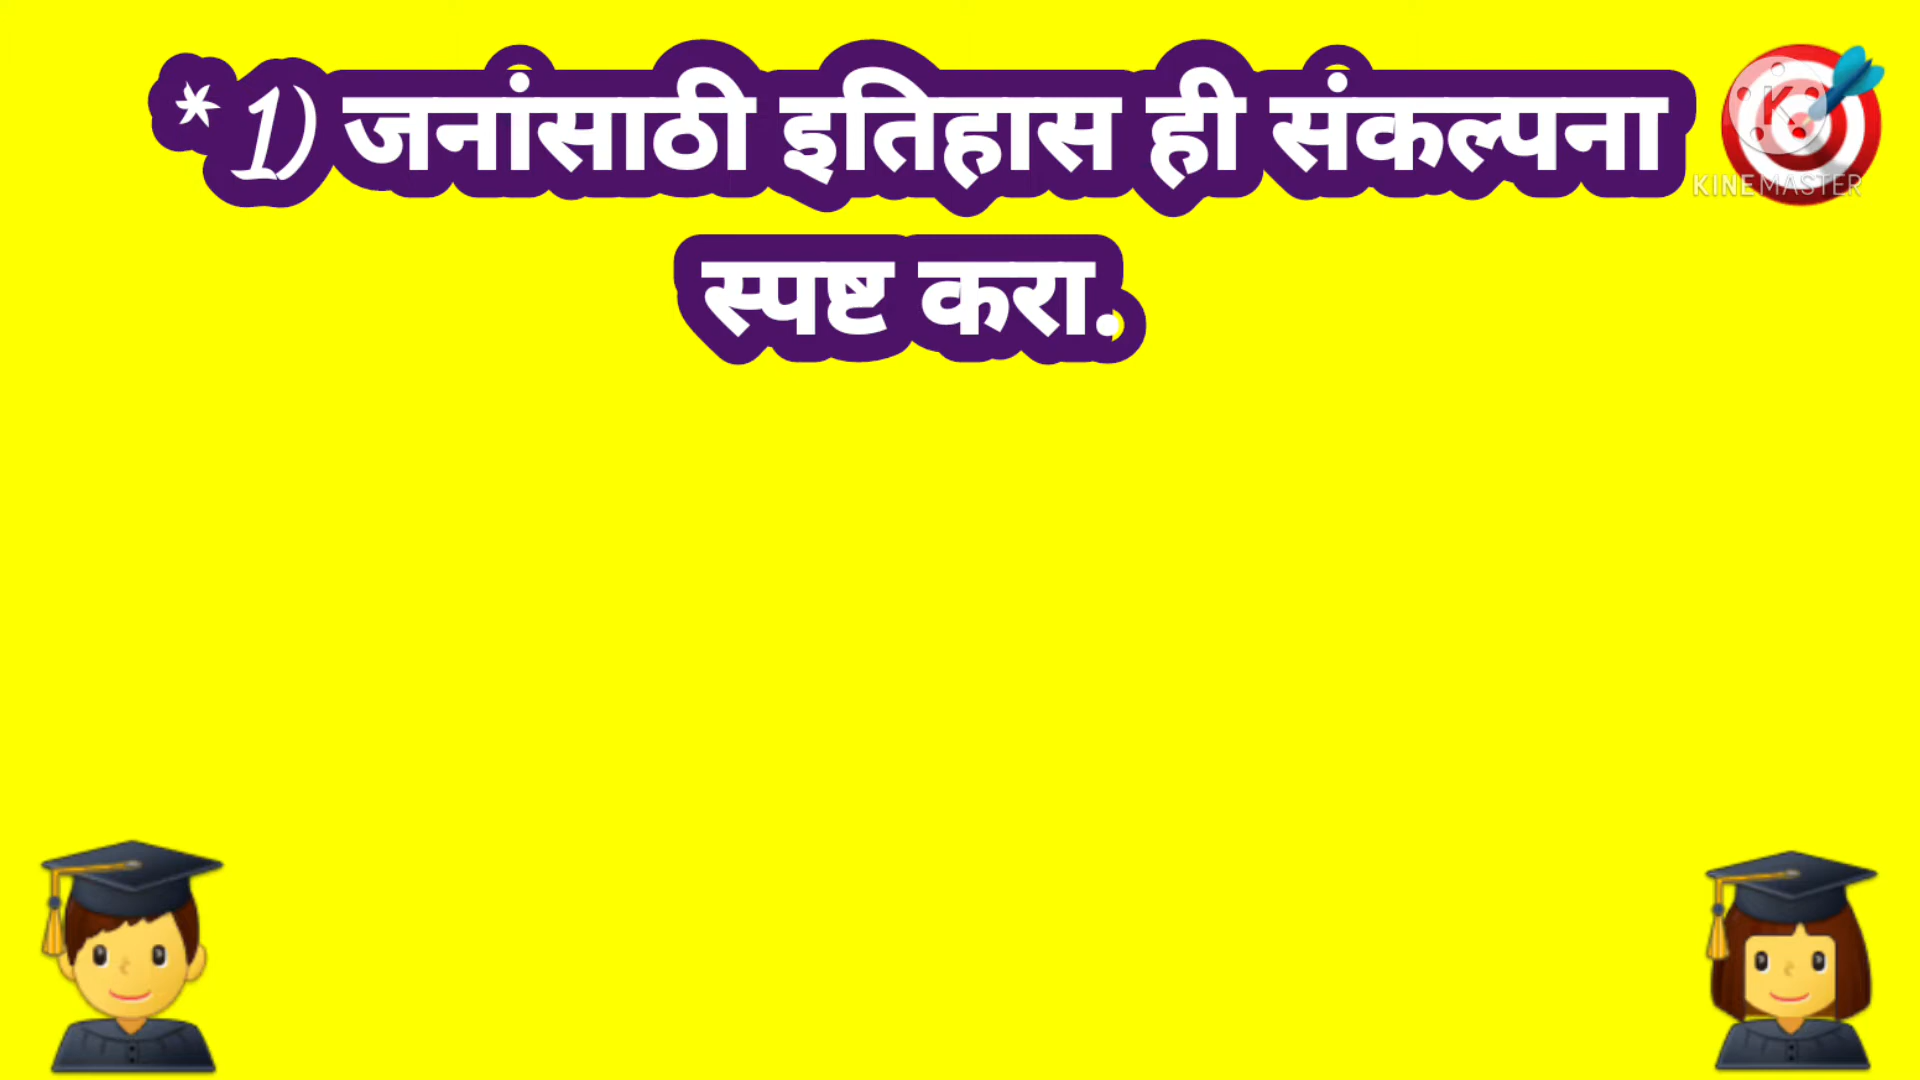 * 1) जनांसाठी इतिहास ही संकल्पना
स्पष्ट करा.
K
KINEMASTER